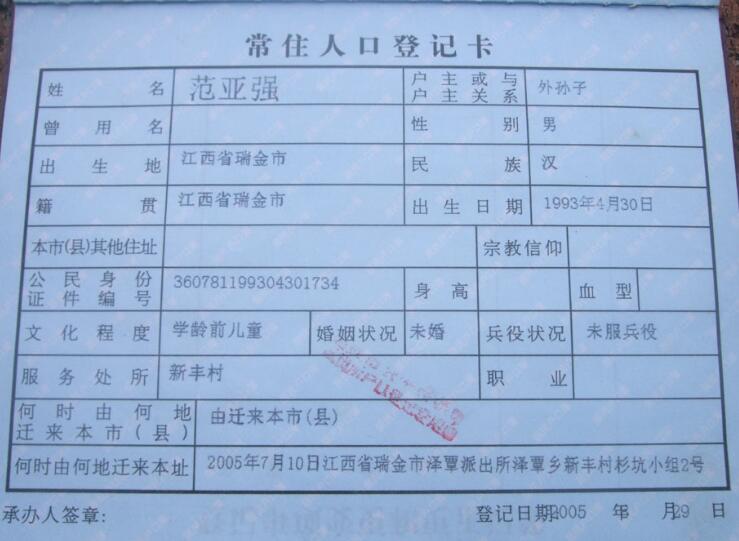 常住人口登记卡
姓名 范亚强 户主或与户主关系 外孙子
曾用名 性别 男
出生地 江西省瑞金市 民族 汉
籍贯 江西省瑞金市 出生日期 1993年4月30日
本市(县)其他住址 宗教信仰
公民身份证件编号 360781199304301734 身高 血型
文化程度 学龄前儿童 婚姻状况 未婚 兵役状况 未服兵役
服务处所 新丰村 职业
何时由何地迁来本市(县) 由迁来本市(县)
何时由何地迁来本址 2005年7月10日江西省瑞金市泽覃派出所泽覃乡新丰村杉坑小组2号
承办人签章: 登记日期:2005 年 月29 日